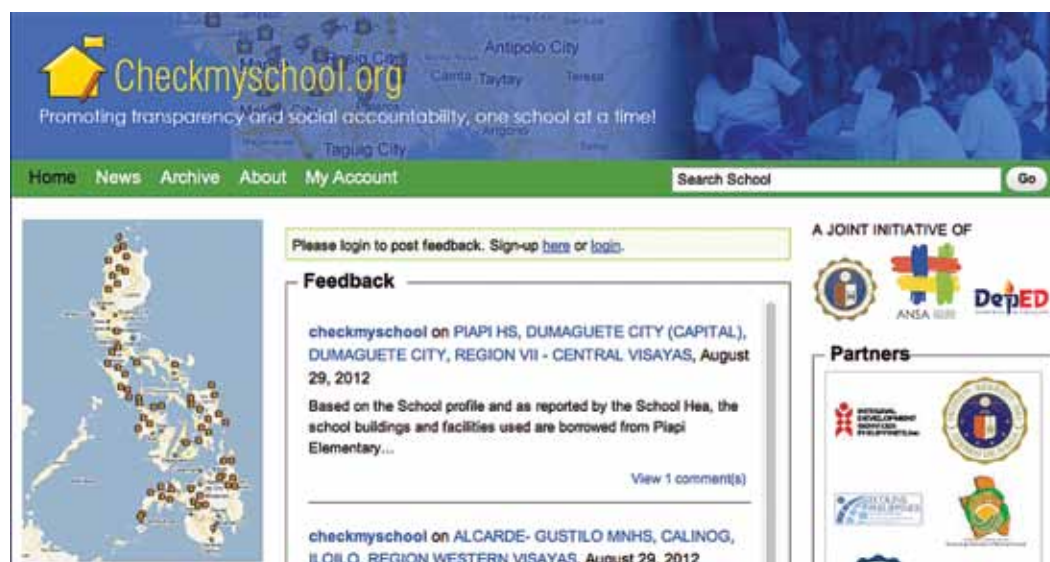 Antipolo City
Cainta
Taytay
Teresa
Checkmyschool.org
Promoting transparency and social accountability, one school at a time!
Taguig City
Home News Archive About My Account
Search School Go
Please login to post feedback. Sign-up here or login.
Feedback
checkmyschool on PIAPI HS, DUMAGUETE CITY (CAPITAL),
DUMAGUETE CITY, REGION VII - CENTRAL VISAYAS, August
29, 2012
Based on the School profile and as reported by the School Hea, the
school buildings and facilities used are borrowed from Piapi
Elementary...
View 1 comment(s)
checkmyschool on ALCARDE- GUSTILO MNHS, CALINOG,
ILOILO, REGION WESTERN VISAYAS, August 29, 2012
A JOINT INITIATIVE OF
ANSA
DepED
Partners
INTEGRAL
DEVELOPMENT
SERVICES
PHILIPPINES, Inc